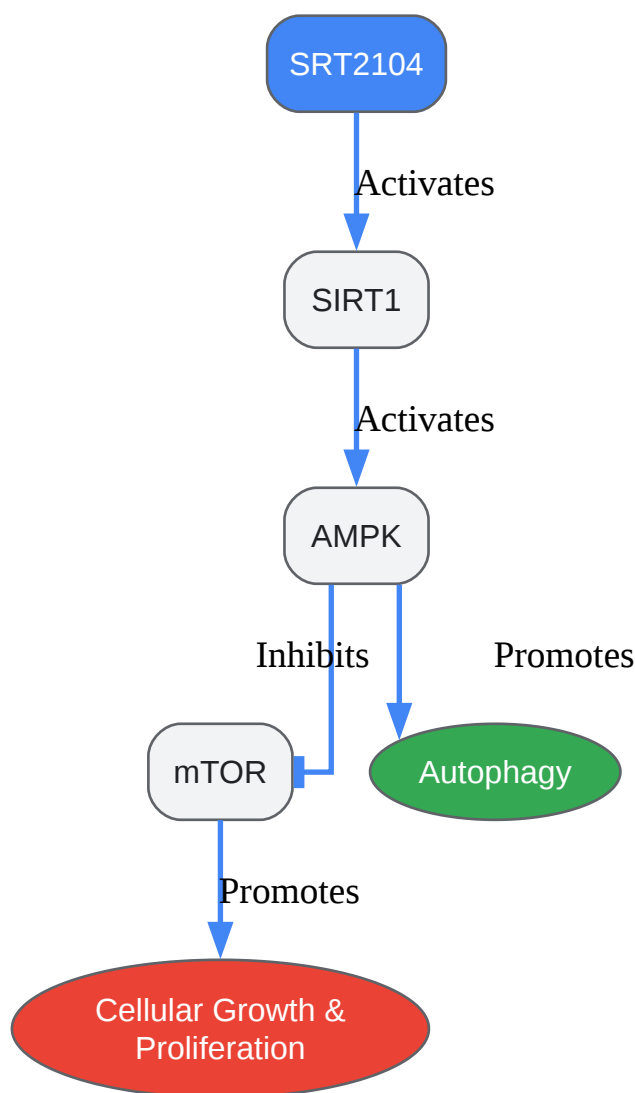 SRT2104
Activates
SIRT1
Activates
AMPK
Inhibits
Promotes
mTOR
Autophagy
Promotes
Cellular Growth &
Proliferation